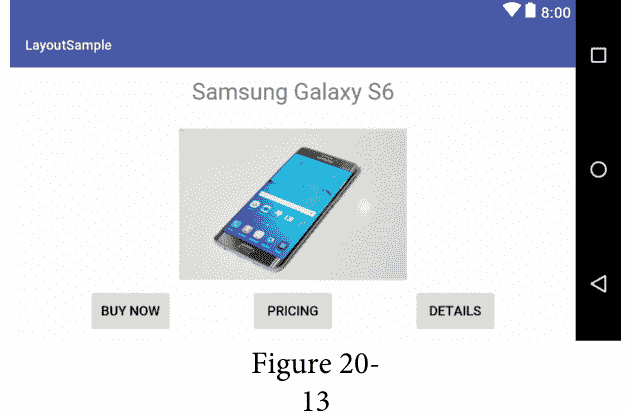 8:00
LayoutSample
Samsung Galaxy S6
BUY NOW PRICING DETAILS
Figure 20-
13